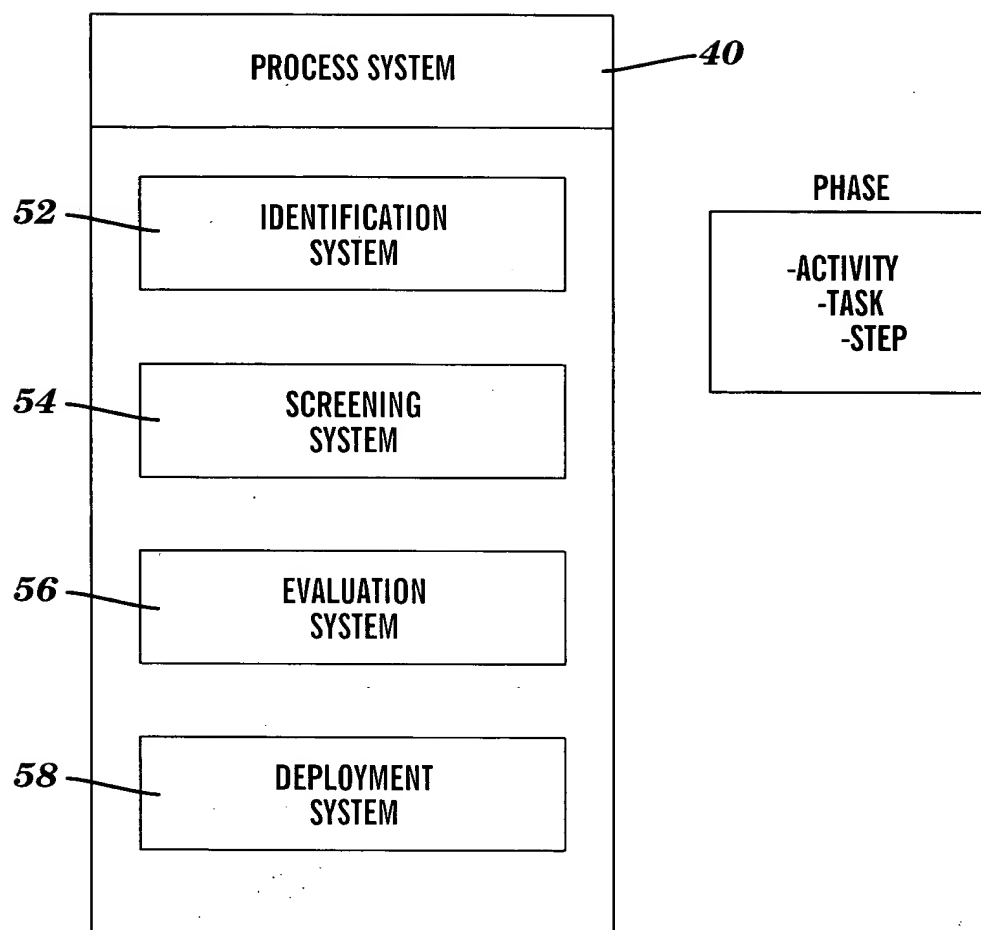 PROCESS SYSTEM
40
52
IDENTIFICATION
SYSTEM
54
SCREENING
SYSTEM
56
EVALUATION
SYSTEM
58
DEPLOYMENT
SYSTEM
PHASE
-ACTIVITY
-TASK
-STEP